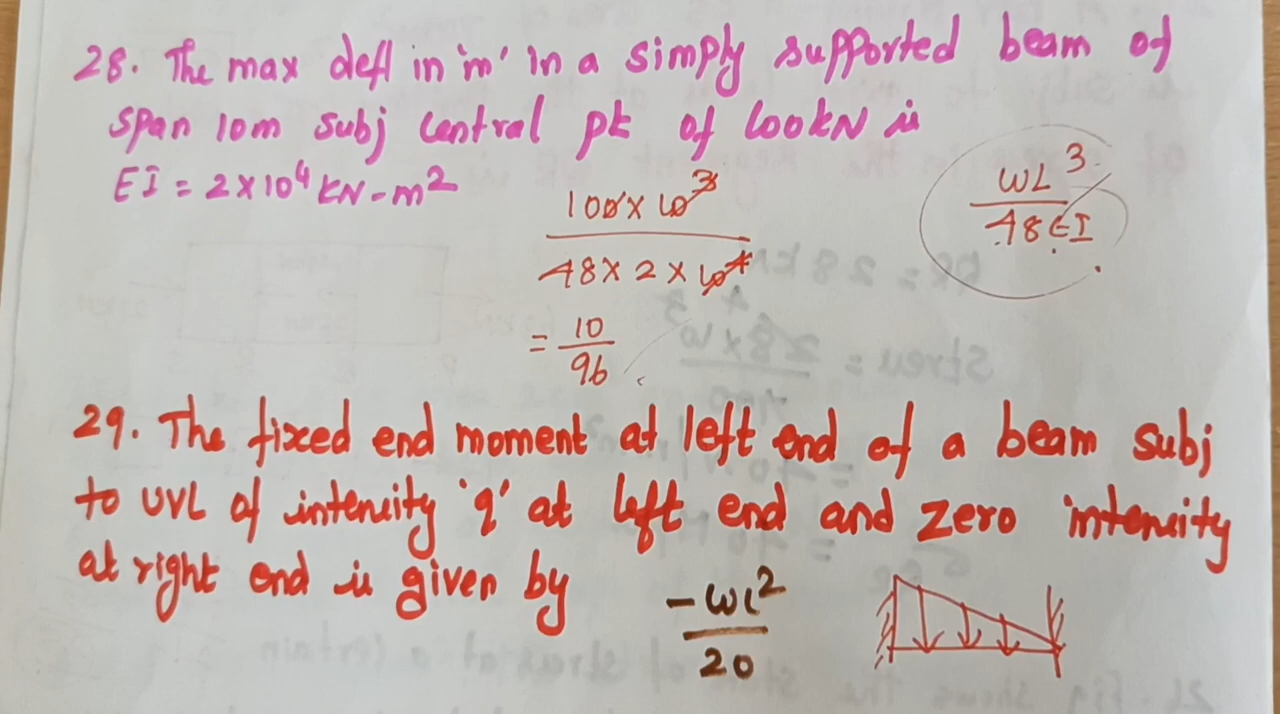 28. The max defl in 'm' in a simply supported beam of
span 10m subj central pt of 100kN is
EI = 2×10⁴ KN-m²
100×10³
48×2×10⁴
= 10
96
WL³
48EI
29. The fixed end moment at left end of a beam subj
to UVL of intensity 'q' at left end and zero intensity
at right end is given by
-wl²
20